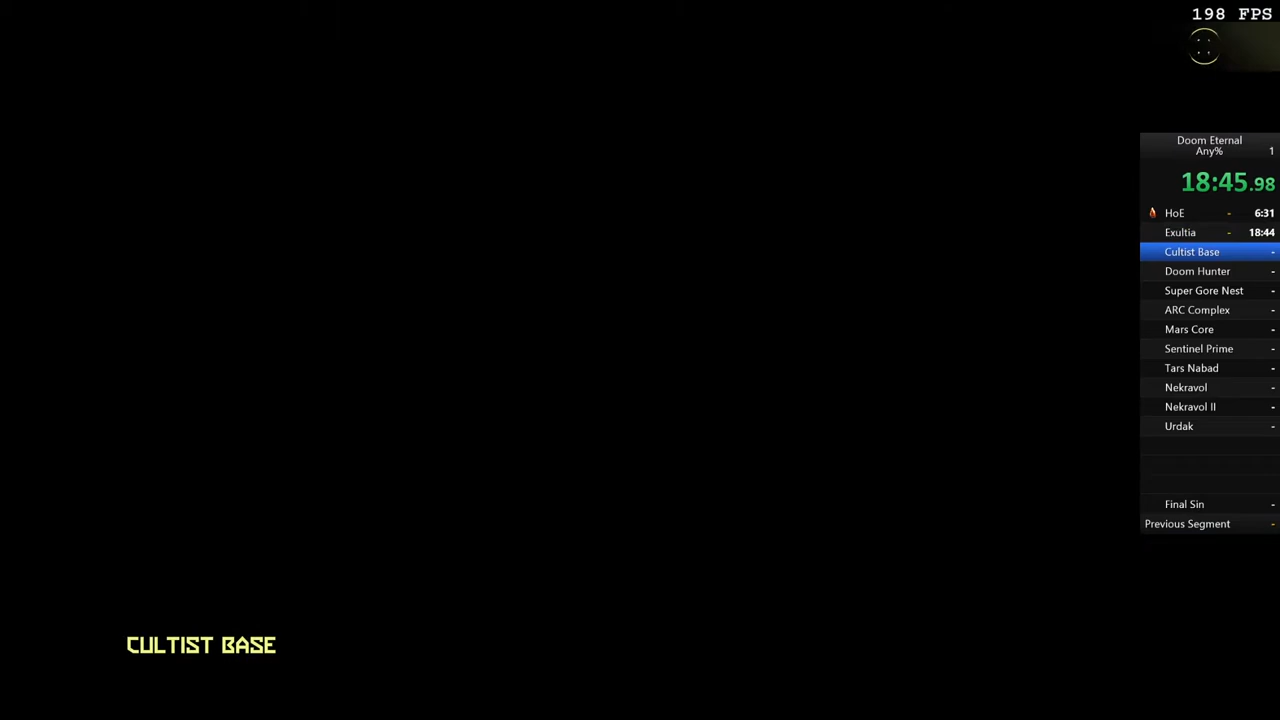 198 FPS
Doom Eternal
Any% 1
18:45.98
HoE - 6:31
Exultia - 18:44
Cultist Base -
Doom Hunter -
Super Gore Nest -
ARC Complex -
Mars Core -
Sentinel Prime -
Tars Nabad -
Nekravol -
Nekravol II -
Urdak -
Final Sin -
Previous Segment -
CULTIST BASE